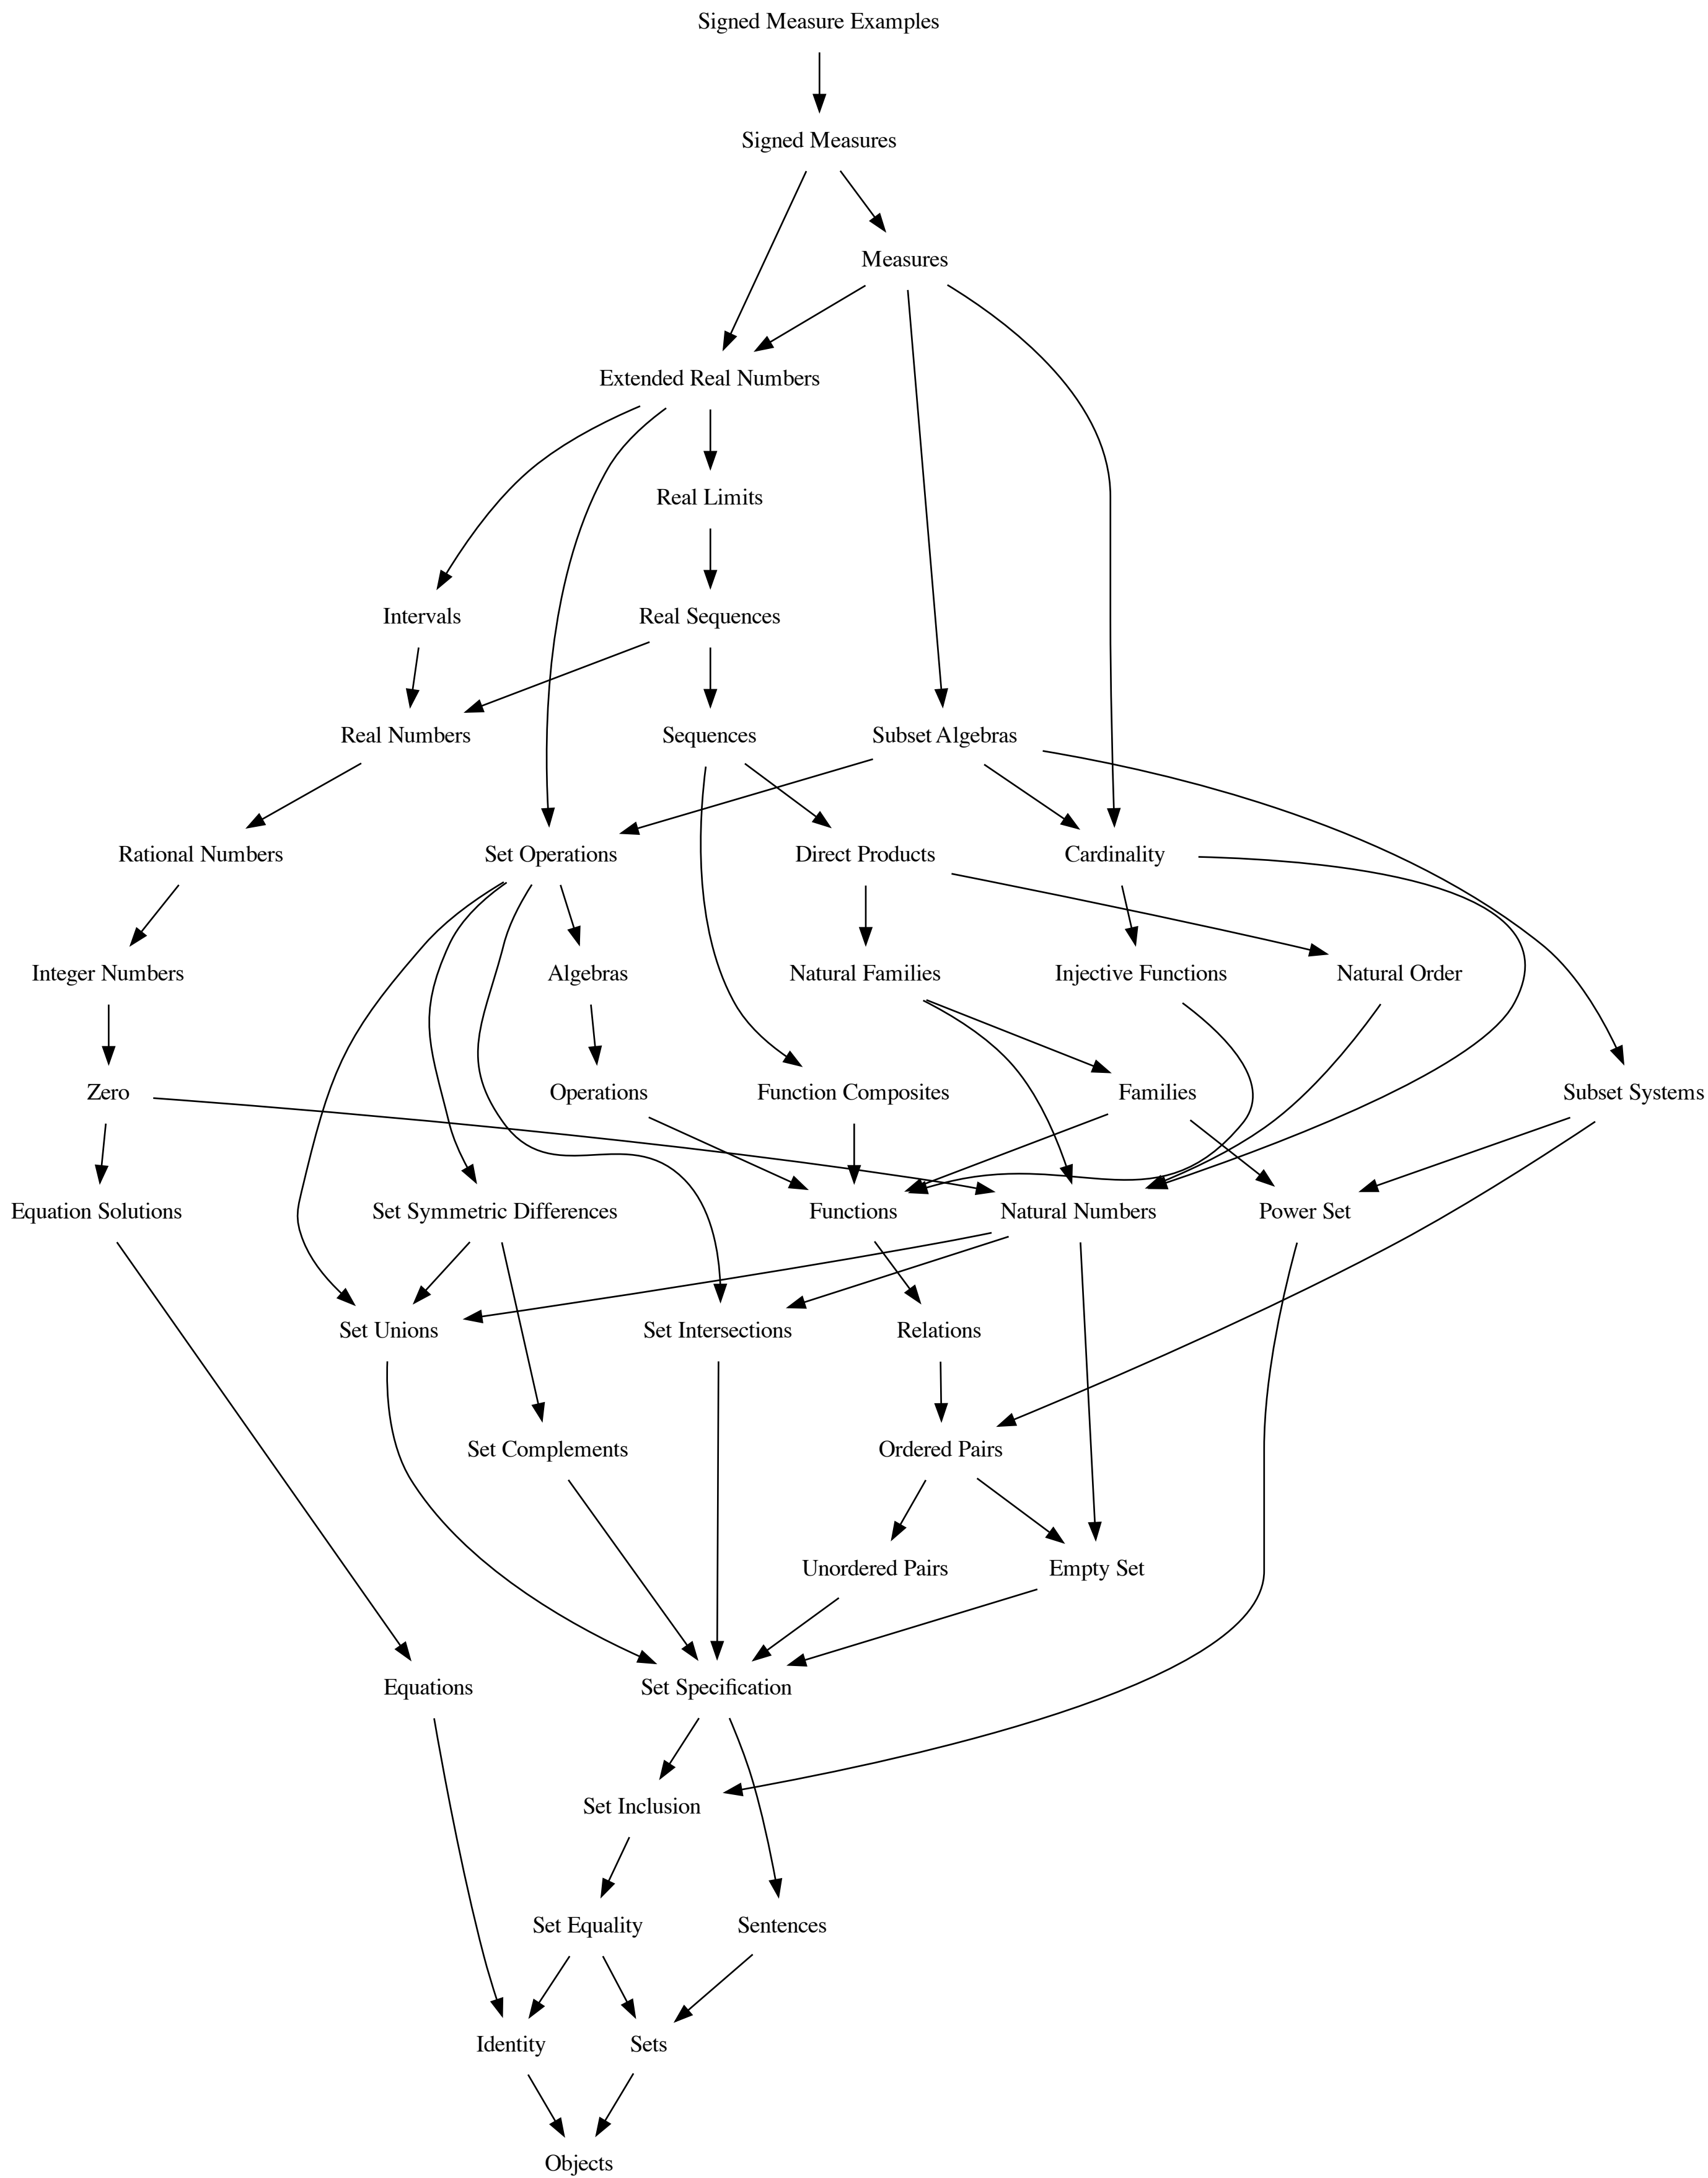 Signed Measure Examples
Signed Measures
Measures
Extended Real Numbers
Real Limits
Intervals
Real Sequences
Real Numbers
Sequences
Subset Algebras
Rational Numbers
Set Operations
Direct Products
Cardinality
Integer Numbers
Algebras
Natural Families
Injective Functions
Natural Order
Zero
Operations
Function Composites
Families
Subset Systems
Equation Solutions
Set Symmetric Differences
Functions
Natural Numbers
Power Set
Set Unions
Set Intersections
Relations
Set Complements
Ordered Pairs
Unordered Pairs
Empty Set
Equations
Set Specification
Set Inclusion
Set Equality
Sentences
Identity
Sets
Objects